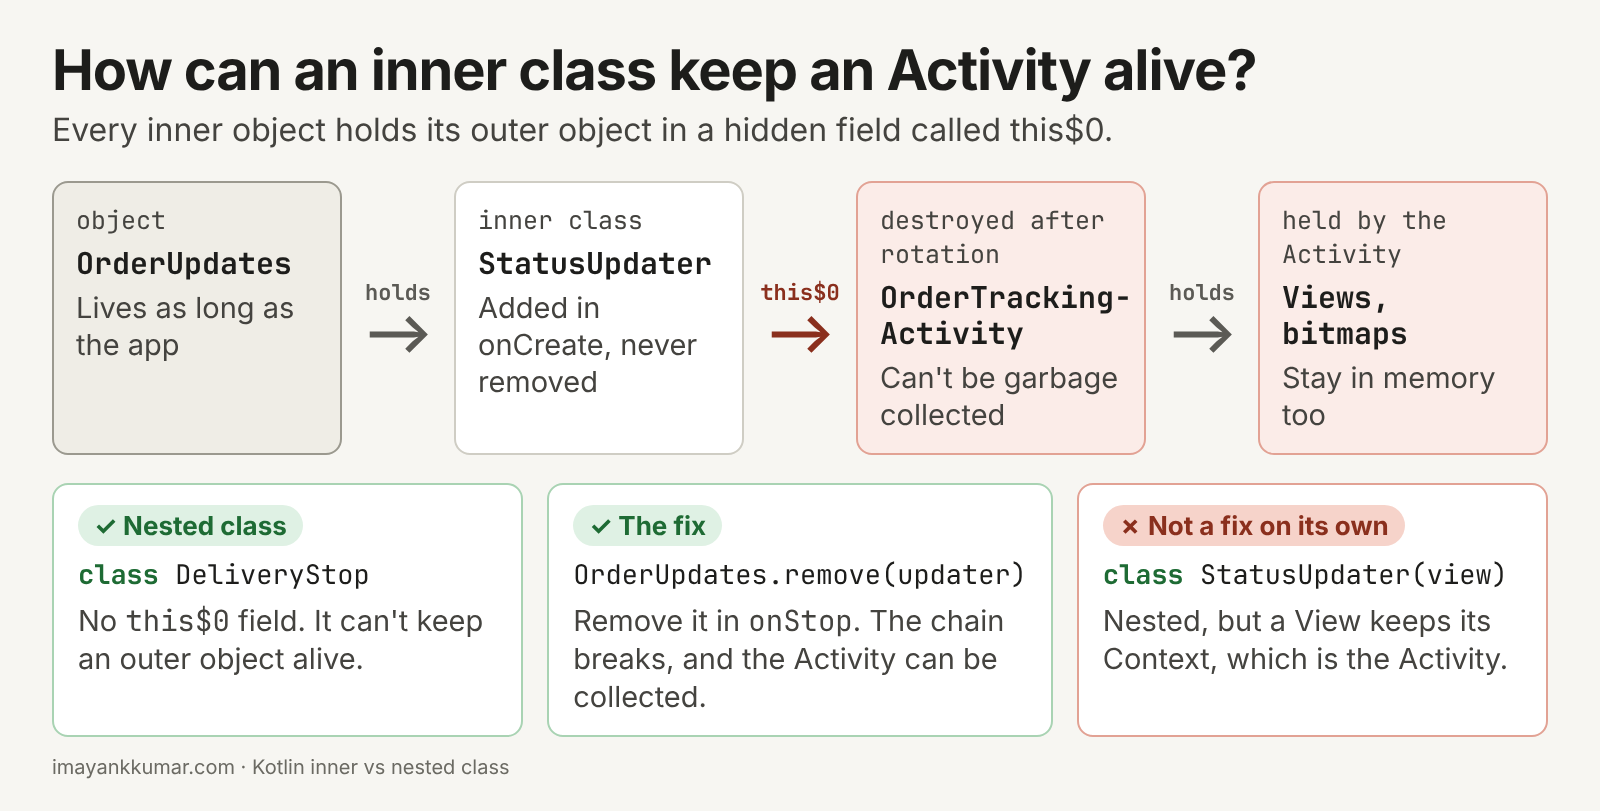 How can an inner class keep an Activity alive?
Every inner object holds its outer object in a hidden field called this$0.
object
OrderUpdates
Lives as long as
the app
holds
inner class
StatusUpdater
Added in
onCreate, never
removed
this$0
destroyed after
rotation
OrderTracking-
Activity
Can't be garbage
collected
holds
held by the
Activity
Views,
bitmaps
Stay in memory
too
✓ Nested class
class DeliveryStop
No this$0 field. It can't keep
an outer object alive.
✓ The fix
OrderUpdates.remove(updater)
Remove it in onStop. The chain
breaks, and the Activity can be
collected.
× Not a fix on its own
class StatusUpdater(view)
Nested, but a View keeps its
Context, which is the Activity.
imayankkumar.com · Kotlin inner vs nested class